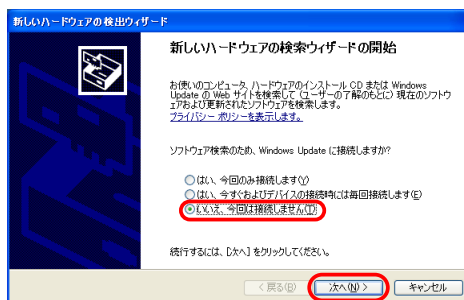 新しいハードウェアの検出ウィザード
新しいハードウェアの検索ウィザードの開始
お使いのコンピュータ、ハードウェアのインストール CD または Windows
Update の Web サイトを検索して (ユーザーの了解のもとに) 現在のソフトウ
ェアおよび更新されたソフトウェアを検索します。
プライバシー ポリシーを表示します。
ソフトウェア検索のため、Windows Update に接続しますか?
はい、今回のみ接続します(Y)
はい、今すぐおよびデバイスの接続時には毎回接続します(E)
いいえ、今回は接続しません(T)
続行するには、[次へ] をクリックしてください。
< 戻る(B)
次へ(N) >
キャンセル